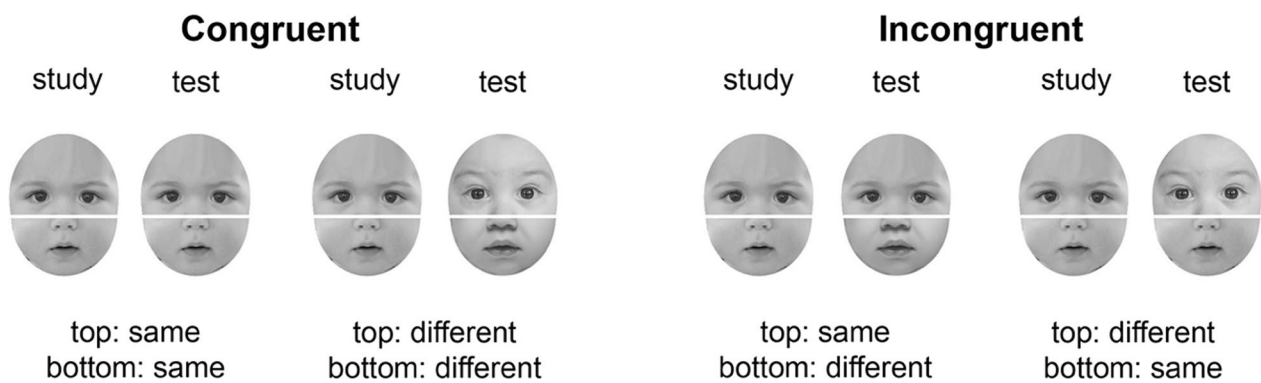 Congruent
study
test
study
test
top: same
bottom: same
top: different
bottom: different
Incongruent
study
test
study
test
top: same
bottom: different
top: different
bottom: same